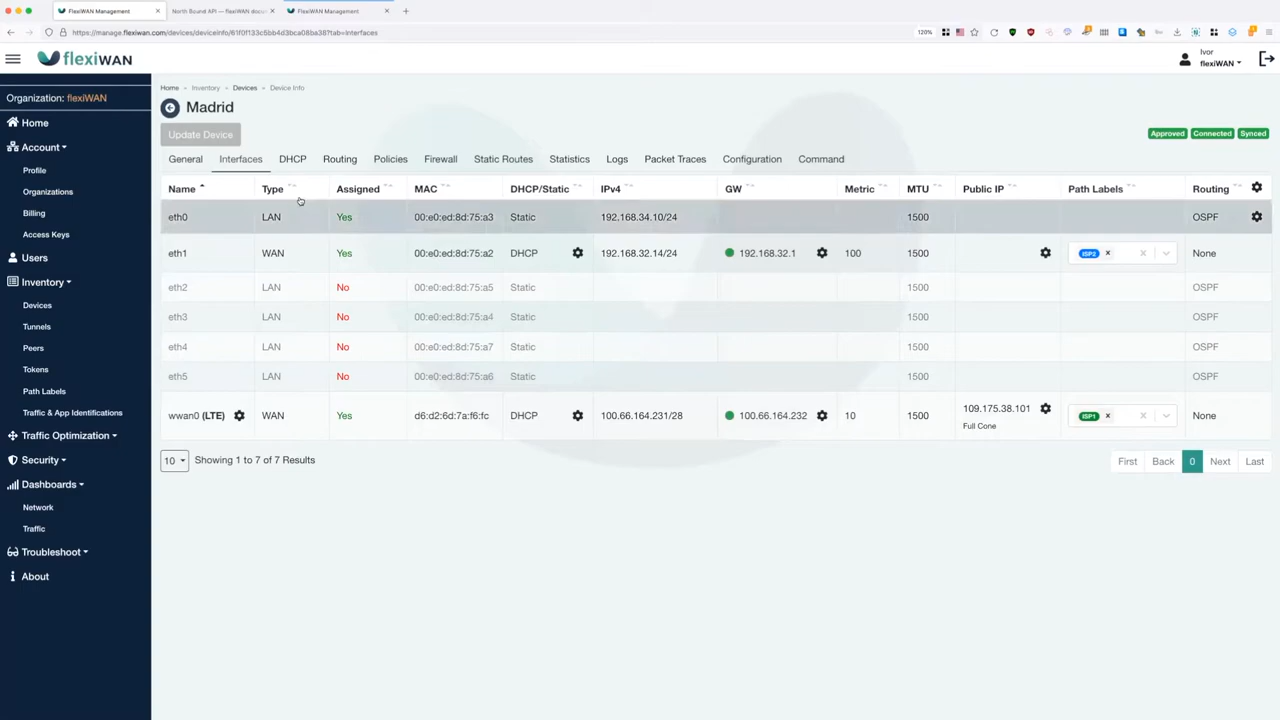 FlexiWAN Management × North Bound API — flexiWAN docu × FlexiWAN Management × +
https://manage.flexiwan.com/devices/deviceinfo/61f0f133c5bb4d3bca08ba38?tab=Interfaces 120%
flexiWAN Ivor
flexiWAN
Organization: flexiWAN
Home
Account
Profile
Organizations
Billing
Access Keys
Users
Inventory
Devices
Tunnels
Peers
Tokens
Path Labels
Traffic & App Identifications
Traffic Optimization
Security
Dashboards
Network
Traffic
Troubleshoot
About
Home Inventory Devices Device Info
Madrid
Update Device Approved Connected Synced
General Interfaces DHCP Routing Policies Firewall Static Routes Statistics Logs Packet Traces Configuration Command
Name Type Assigned MAC DHCP/Static IPv4 GW Metric MTU Public IP Path Labels Routing
eth0 LAN Yes 00:e0:ed:8d:75:a3 Static 192.168.34.10/24 1500 OSPF
eth1 WAN Yes 00:e0:ed:8d:75:a2 DHCP 192.168.32.14/24 192.168.32.1 100 1500 ISP2 × × None
eth2 LAN No 00:e0:ed:8d:75:a5 Static 1500 OSPF
eth3 LAN No 00:e0:ed:8d:75:a4 Static 1500 OSPF
eth4 LAN No 00:e0:ed:8d:75:a7 Static 1500 OSPF
eth5 LAN No 00:e0:ed:8d:75:a6 Static 1500 OSPF
wwan0 (LTE) WAN Yes d6:d2:6d:7a:f6:fc DHCP 100.66.164.231/28 100.66.164.232 10 1500 109.175.38.101 ISP1 × × None
Full Cone
10 Showing 1 to 7 of 7 Results First Back 0 Next Last